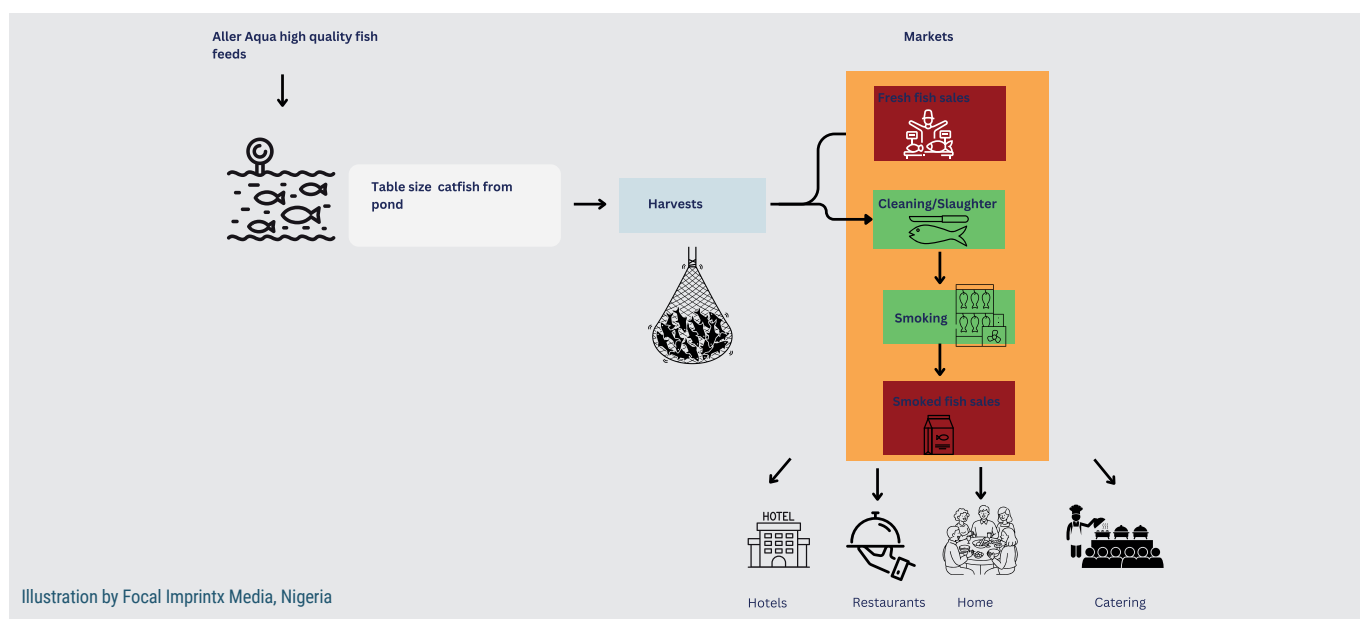 Aller Aqua high quality fish
feeds
Markets
Fresh fish sales
Table size catfish from
pond
Harvests
Cleaning/Slaughter
Smoking
Smoked fish sales
HOTEL
Hotels
Restaurants
Home
Catering
Illustration by Focal Imprintx Media, Nigeria